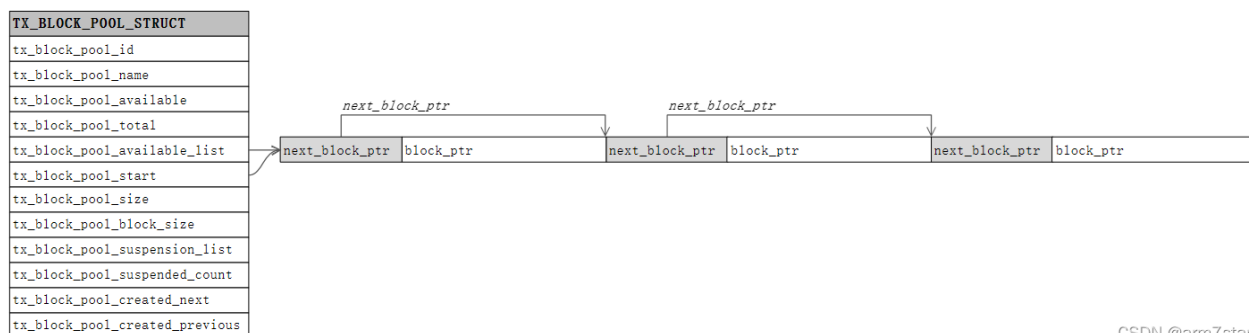 TX_BLOCK_POOL_STRUCT
tx_block_pool_id
tx_block_pool_name
tx_block_pool_available
tx_block_pool_total
tx_block_pool_available_list
tx_block_pool_start
tx_block_pool_size
tx_block_pool_block_size
tx_block_pool_suspension_list
tx_block_pool_suspended_count
tx_block_pool_created_next
tx_block_pool_created_previous
next_block_ptr next_block_ptr
next_block_ptr block_ptr next_block_ptr block_ptr next_block_ptr block_ptr
CSDN